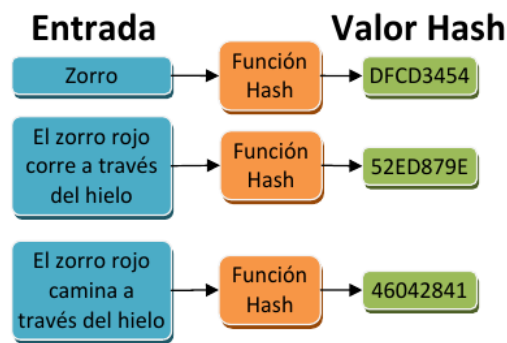 Entrada
Valor Hash
Zorro
Función
Hash
DFCD3454
El zorro rojo
corre a través
del hielo
Función
Hash
52ED879E
El zorro rojo
camina a
través del hielo
Función
Hash
46042841